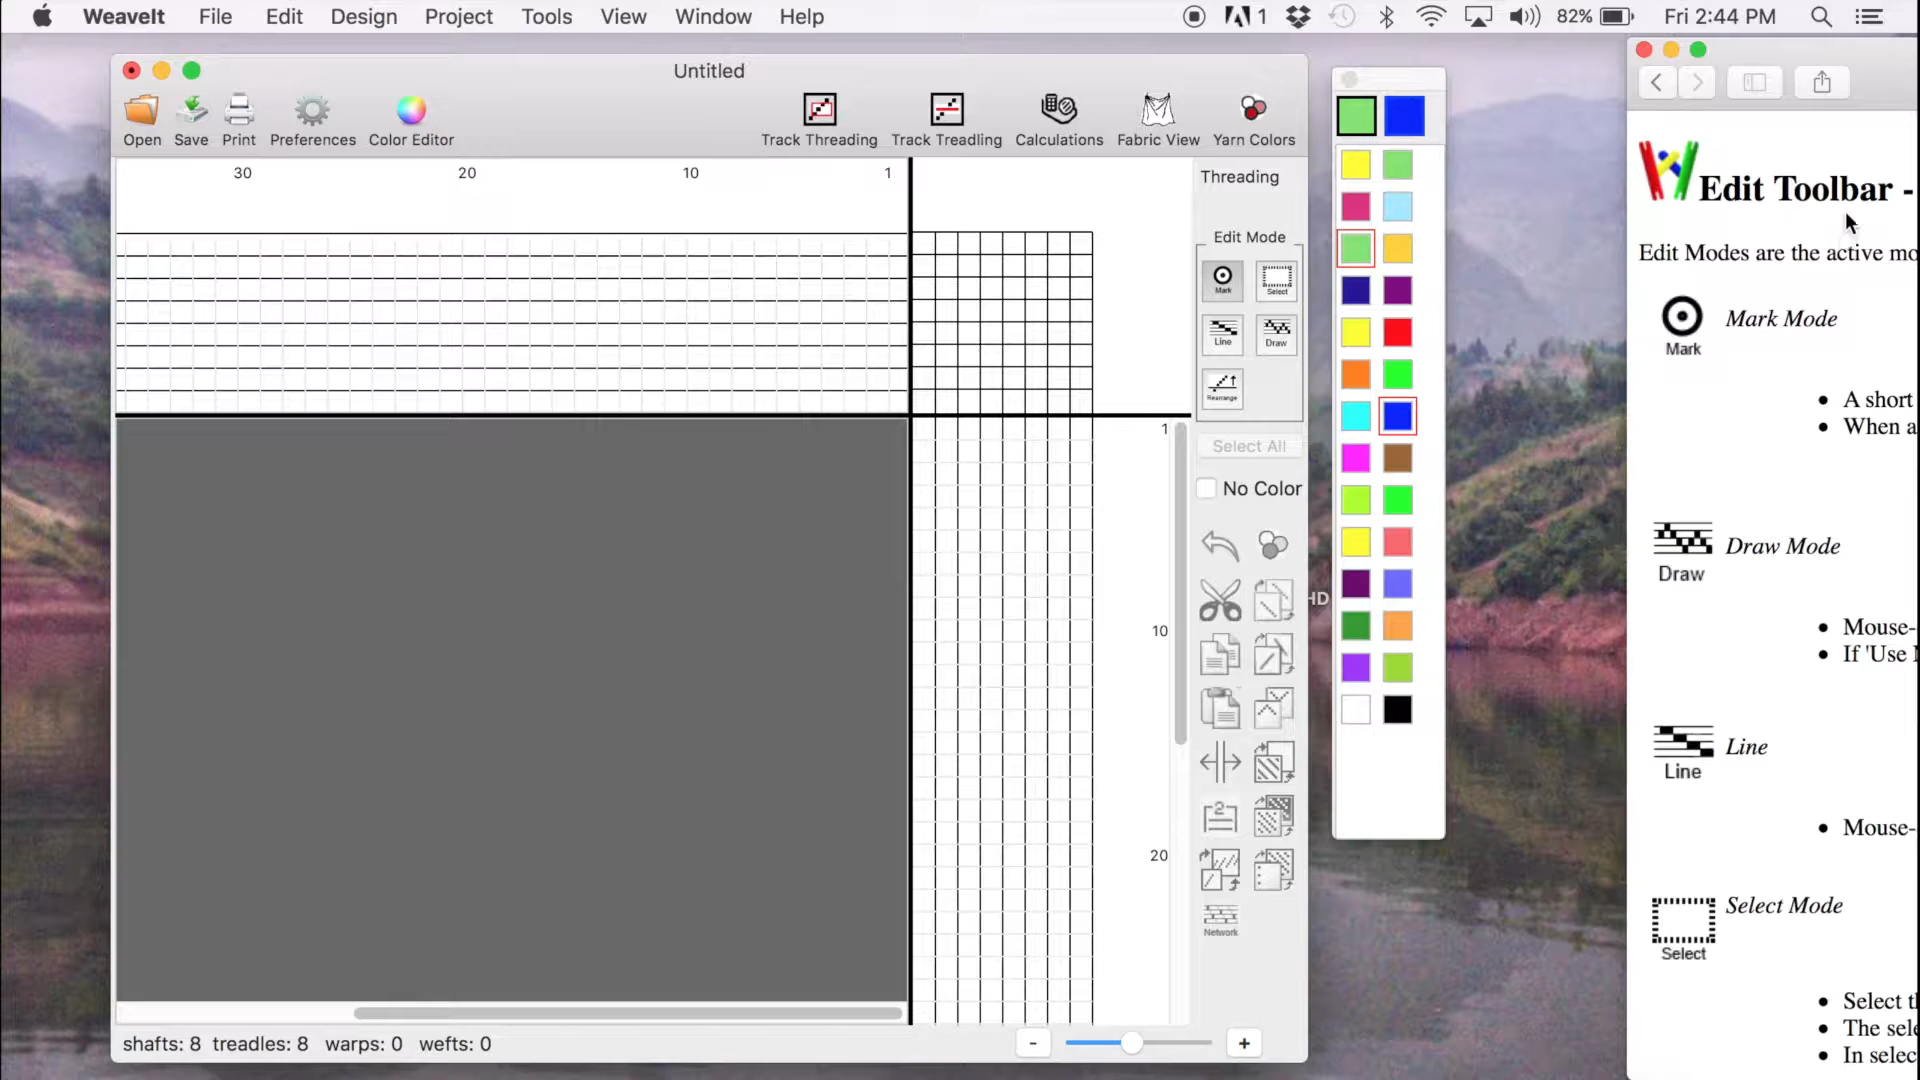 WeaveIt File Edit Design Project Tools View Window Help 1 82% Fri 2:44 PM
Untitled
Open Save Print Preferences Color Editor Track Threading Track Treadling Calculations Fabric View Yarn Colors
30 20 10 1
Threading
Edit Mode
Mark Select
Line Draw
Rearrange
1
Select All
No Color
10
2
20
Network
shafts: 8 treadles: 8 warps: 0 wefts: 0
- +
HD
Edit Toolbar -
Edit Modes are the active mo
Mark Mode
Mark
• A short
• When a
Draw Mode
Draw
• Mouse-
• If 'Use
Line
Line
• Mouse-
Select Mode
Select
• Select t
• The sele
• In selec